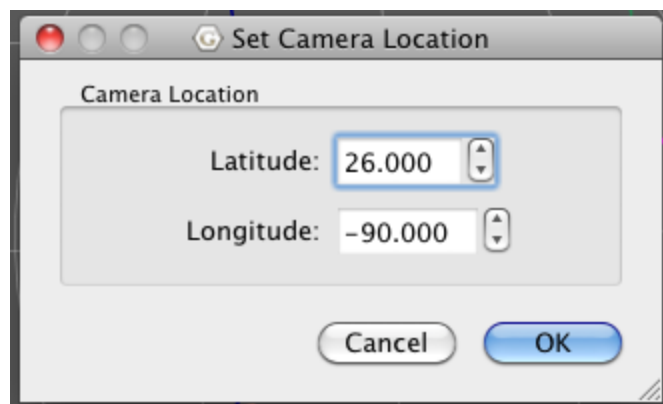 Set Camera Location
Camera Location
Latitude: 26.000
Longitude: -90.000
Cancel OK